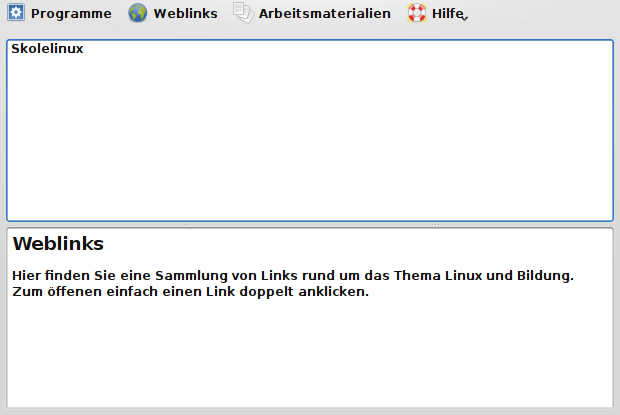 Programme Weblinks Arbeitsmaterialien Hilfe
Skolelinux
Weblinks
Hier finden Sie eine Sammlung von Links rund um das Thema Linux und Bildung.
Zum öffenen einfach einen Link doppelt anklicken.